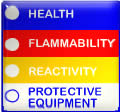 HEALTH
FLAMMABILITY
REACTIVITY
PROTECTIVE
EQUIPMENT